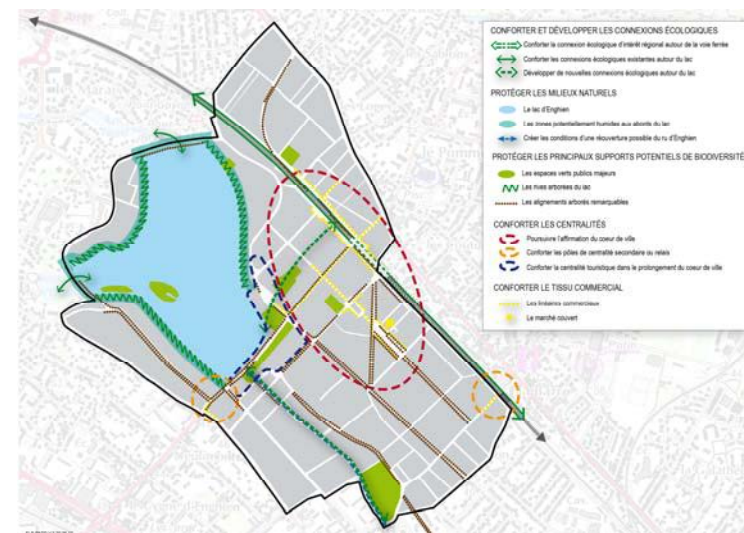 CONFORTER ET DÉVELOPPER LES CONNEXIONS ÉCOLOGIQUES
Conforter la connexion écologique d'intérêt régional autour de la voie ferrée
Conforter les connexions écologiques existantes autour du lac
Développer de nouvelles connexions écologiques autour du lac
PROTÉGER LES MILIEUX NATURELS
Le lac d'Enghien
Les zones potentiellement humides aux abords du lac
Créer les conditions d'une réouverture possible du ru d'Enghien
PROTÉGER LES PRINCIPAUX SUPPORTS POTENTIELS DE BIODIVERSITÉ
Les espaces verts publics majeurs
Les rives arborées du lac
Les alignements arborés remarquables
CONFORTER LES CENTRALITÉS
Poursuivre l'affirmation du coeur de ville
Conforter les pôles de centralité secondaire ou relais
Conforter la centralité touristique dans le prolongement du coeur de ville
CONFORTER LE TISSU COMMERCIAL
Les linéaires commerciaux
Le marché couvert